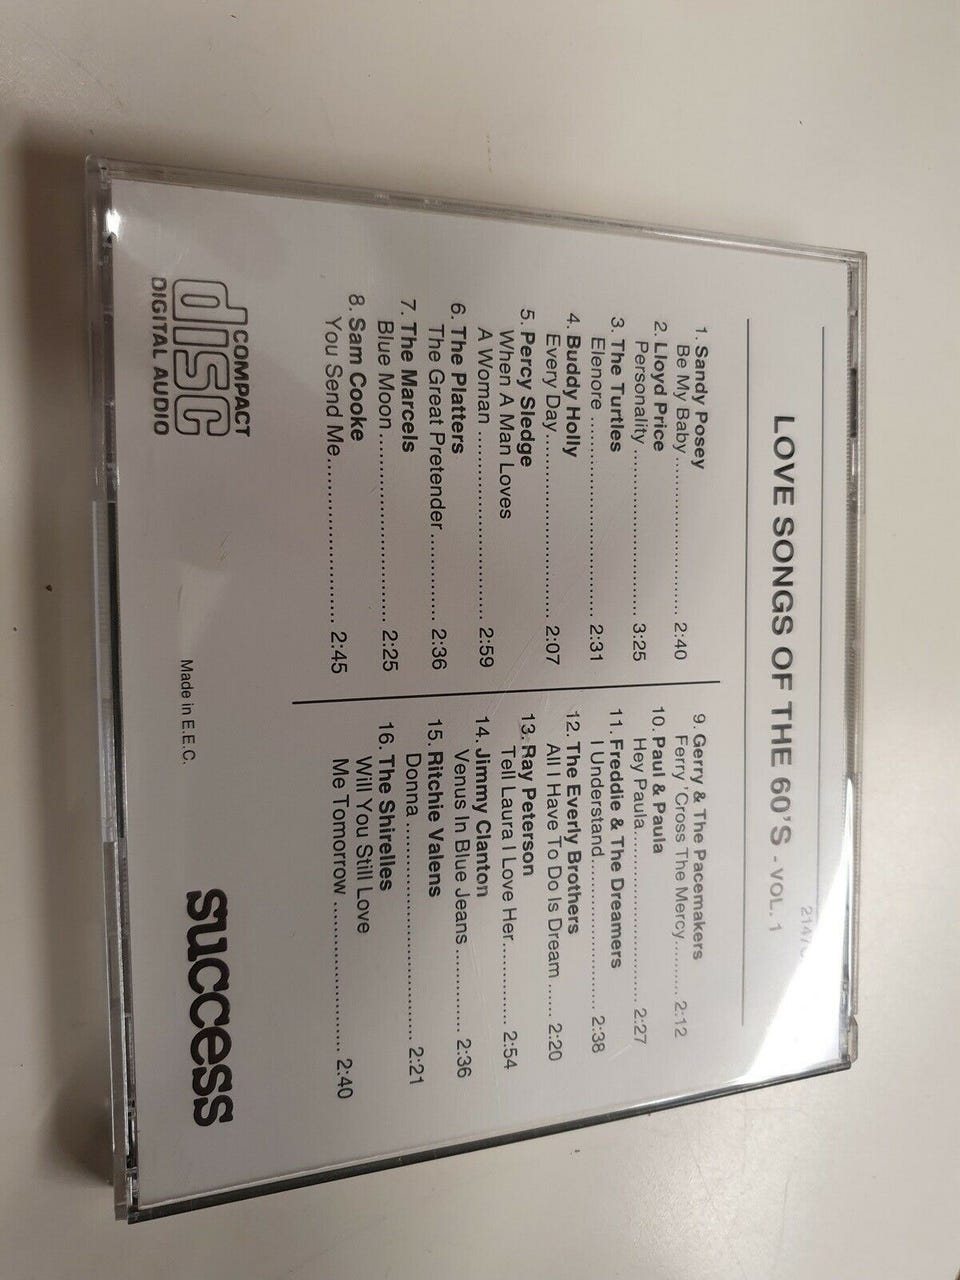 2147
LOVE SONGS OF THE 60'S - VOL. 1
1. Sandy Posey
Be My Baby .......................... 2:40
2. Lloyd Price
Personality .......................... 3:25
3. The Turtles
Elenore ............................... 2:31
4. Buddy Holly
Every Day ............................ 2:07
5. Percy Sledge
When A Man Loves
A Woman ............................. 2:59
6. The Platters
The Great Pretender ............ 2:36
7. The Marcels
Blue Moon ............................ 2:25
8. Sam Cooke
You Send Me ........................ 2:45
9. Gerry & The Pacemakers
Ferry 'Cross The Mercy ......... 2:12
10. Paul & Paula
Hey Paula ............................. 2:27
11. Freddie & The Dreamers
I Understand ......................... 2:38
12. The Everly Brothers
All I Have To Do Is Dream ...... 2:20
13. Ray Peterson
Tell Laura I Love Her ............. 2:54
14. Jimmy Clanton
Venus In Blue Jeans ............. 2:36
15. Ritchie Valens
Donna .................................. 2:21
16. The Shirelles
Will You Still Love
Me Tomorrow ....................... 2:40
COMPACT
disc
DIGITAL AUDIO
Made in E.E.C.
success